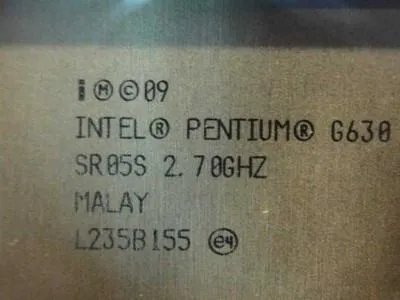 i Ⓜ © 09
INTEL® PENTIUM® G630
SR05S 2.70GHZ
MALAY
L235B155 e4